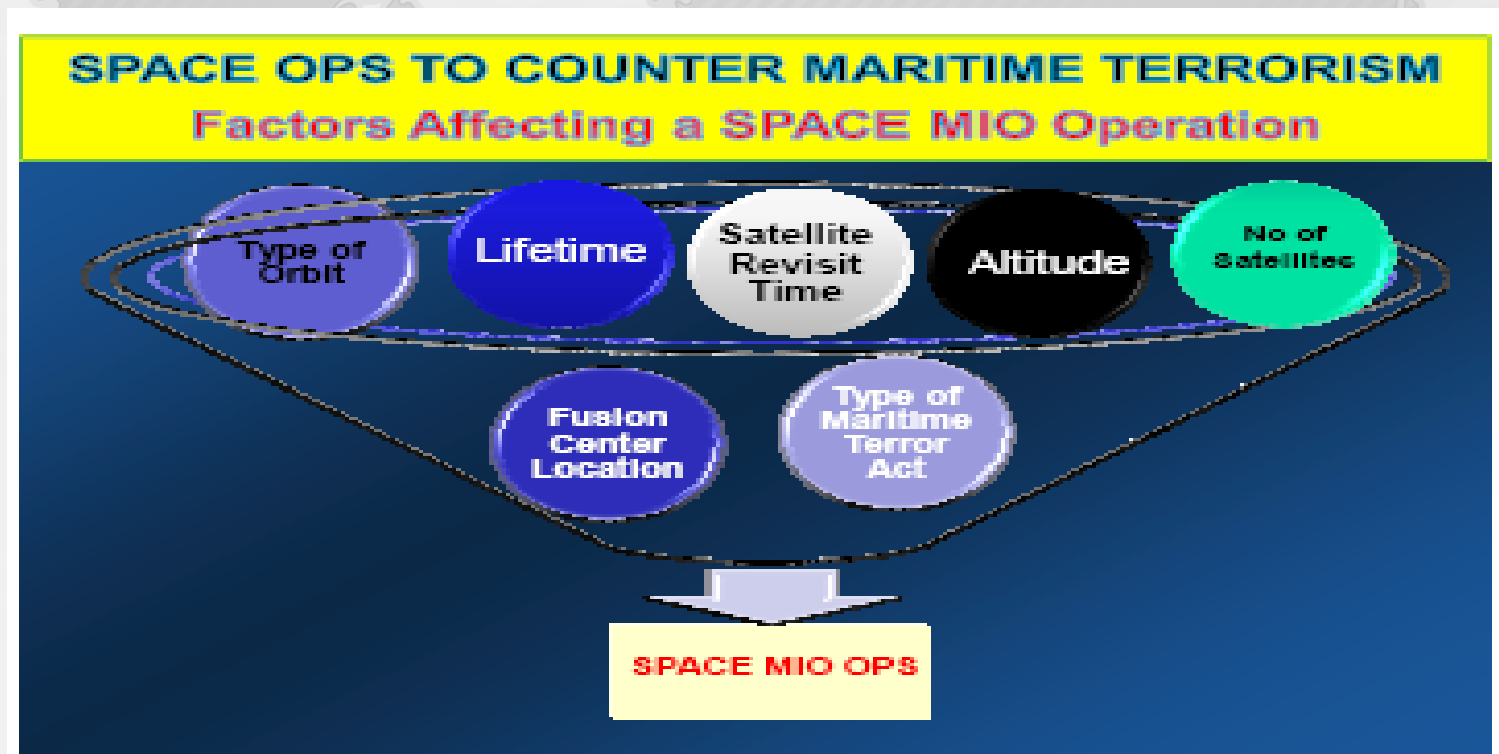 SPACE OPS TO COUNTER MARITIME TERRORISM
Factors Affecting a SPACE MIO Operation
Type of
Orbit
Lifetime
Satellite
Revisit
Time
Altitude
No of
Satellites
Fusion
Center
Location
Type of
Maritime
Terror
Act
SPACE MIO OPS